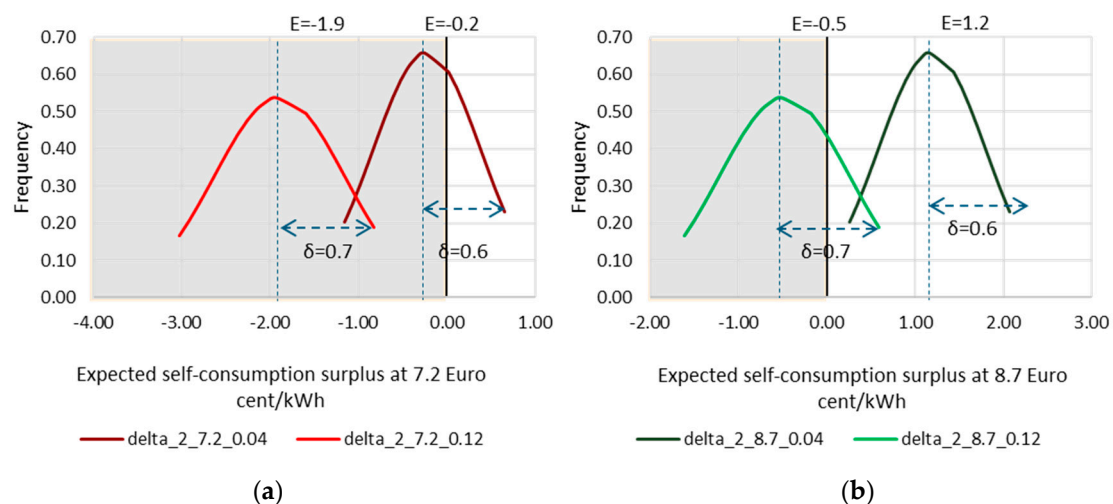 E=-1.9 E=-0.2
0.70
0.60
0.50
0.40
0.30
0.20
0.10
0.00
Frequency
δ=0.7 δ=0.6
-4.00 -3.00 -2.00 -1.00 0.00 1.00
Expected self-consumption surplus at 7.2 Euro
cent/kWh
delta_2_7.2_0.04 delta_2_7.2_0.12
(a)
E=-0.5 E=1.2
0.70
0.60
0.50
0.40
0.30
0.20
0.10
0.00
Frequency
δ=0.7 δ=0.6
-2.00 -1.00 0.00 1.00 2.00 3.00
Expected self-consumption surplus at 8.7 Euro
cent/kWh
delta_2_8.7_0.04 delta_2_8.7_0.12
(b)